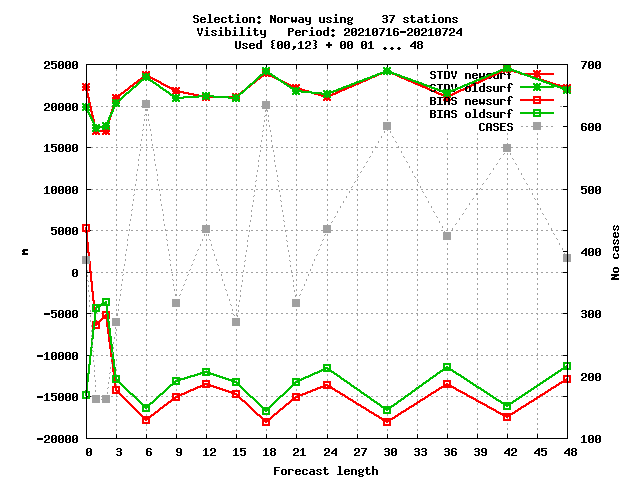 Selection: Norway using    37 stations
Visibility   Period: 20210716-20210724
Used {00,12} + 00 01 ... 48
25000
20000
15000
10000
5000
0
-5000
-10000
-15000
-20000
m
700
600
500
400
300
200
100
No cases
STDV newsurf
STDV oldsurf
BIAS newsurf
BIAS oldsurf
CASES
0 3 6 9 12 15 18 21 24 27 30 33 36 39 42 45 48
Forecast length